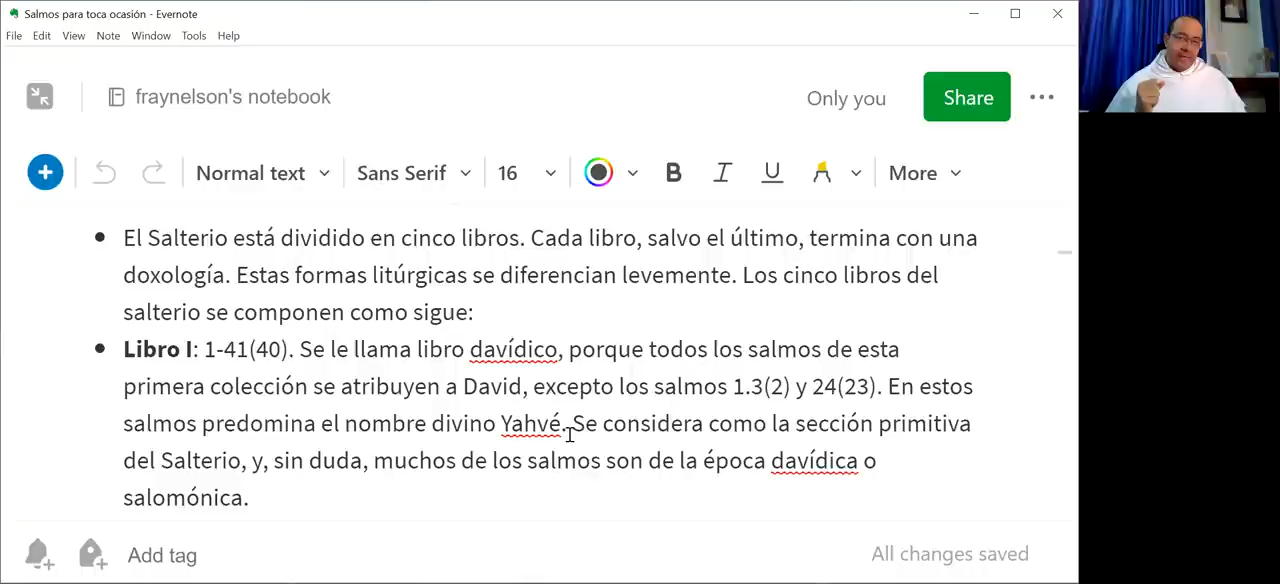 Salmos para toca ocasión - Evernote
File Edit View Note Window Tools Help
fraynelson's notebook
Only you
Share
Normal text
Sans Serif
16
B I U
More
• El Salterio está dividido en cinco libros. Cada libro, salvo el último, termina con una
doxología. Estas formas litúrgicas se diferencian levemente. Los cinco libros del
salterio se componen como sigue:
• Libro I: 1-41(40). Se le llama libro davídico, porque todos los salmos de esta
primera colección se atribuyen a David, excepto los salmos 1.3(2) y 24(23). En estos
salmos predomina el nombre divino Yahvé. Se considera como la sección primitiva
del Salterio, y, sin duda, muchos de los salmos son de la época davídica o
salomónica.
Add tag
All changes saved